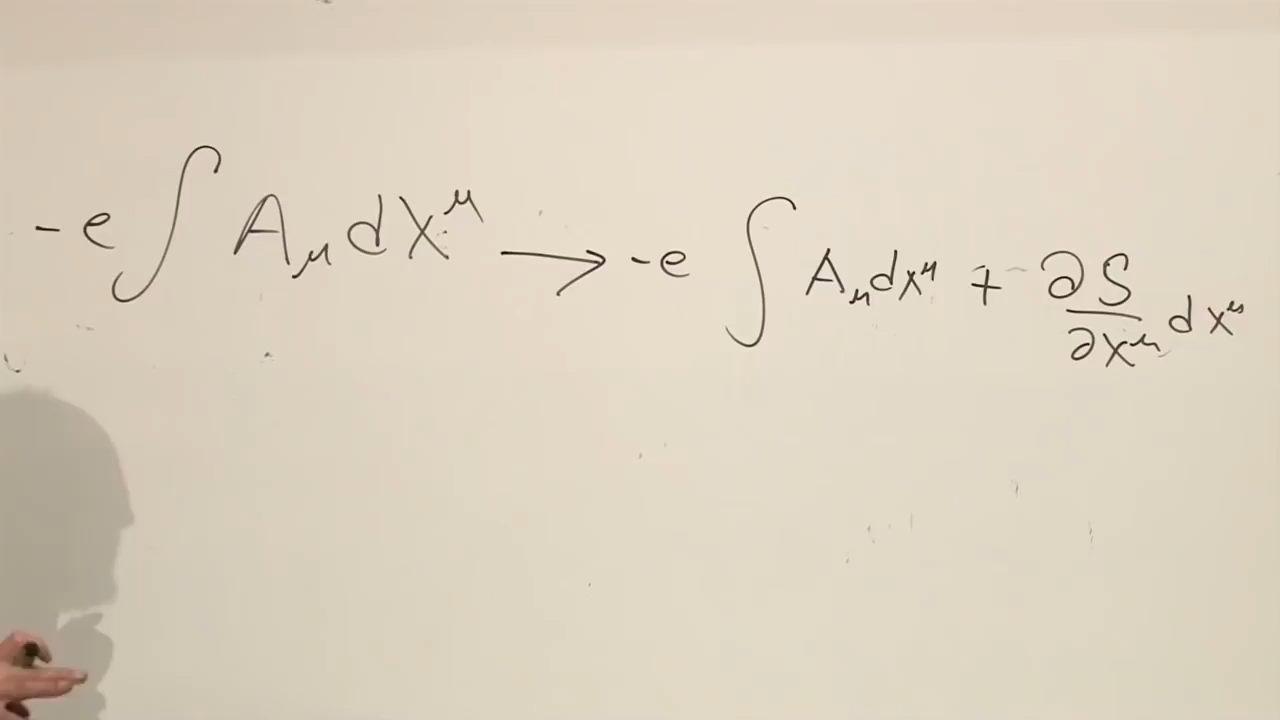 -e ∫ A_μ dX^μ → -e ∫ A_μ dx^μ + ∂S/∂x^μ dx^μ